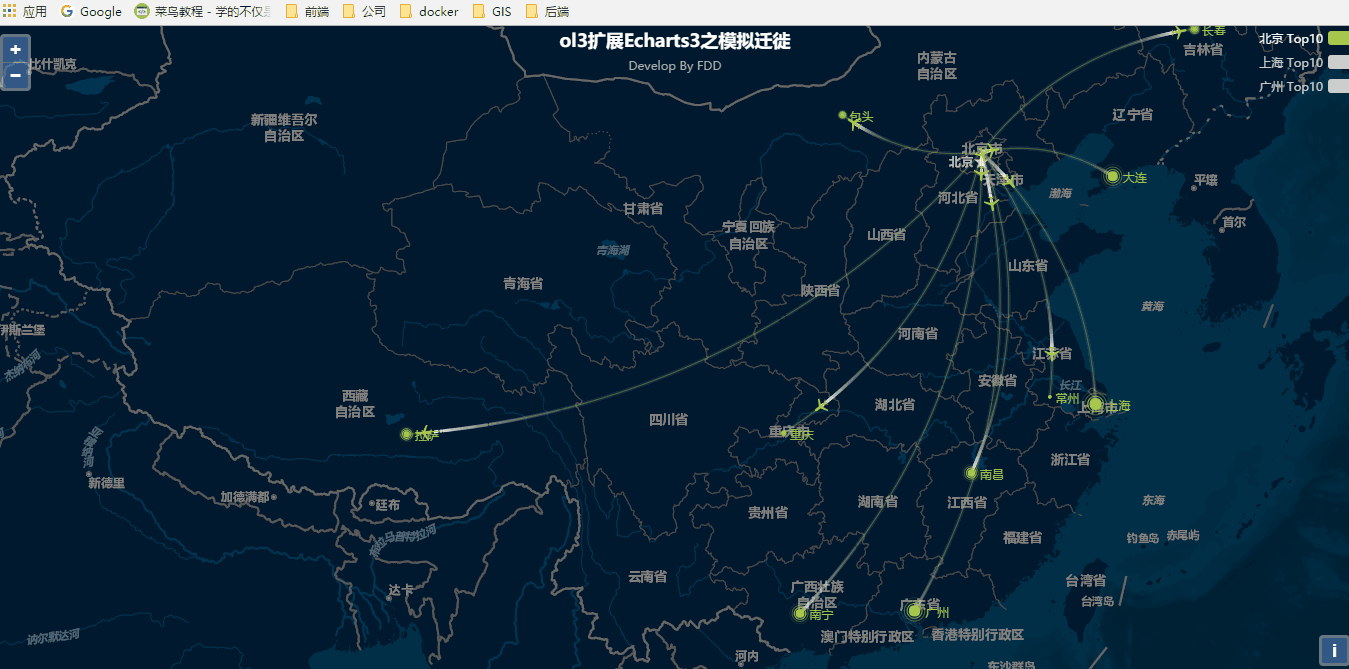 应用
Google
菜鸟教程 - 学的不仅是
前端
公司
docker
GIS
后端
ol3扩展Echarts3之模拟迁徙
Develop By FDD
+
−
比什凯克
长春
吉林省
北京 Top10
上海 Top10
广州 Top10
内蒙古
自治区
新疆维吾尔
自治区
包头
辽宁省
北京市
北京
天津市
大连
平壤
渤海
河北省
甘肃省
宁夏回族
自治区
山西省
首尔
青海湖
山东省
青海省
陕西省
黄海
伊斯兰堡
河南省
江苏省
安徽省
长江
常州
上海市
上海
西藏
自治区
拉萨
四川省
湖北省
重庆市
重庆
浙江省
南昌
江西省
新德里
加德满都
廷布
湖南省
贵州省
东海
福建省
钓鱼岛
赤尾屿
云南省
达卡
广西壮族
自治区
南宁
广东省
广州
台湾省
台湾岛
讷尔默达河
澳门特别行政区
香港特别行政区
河内
东沙群岛
i